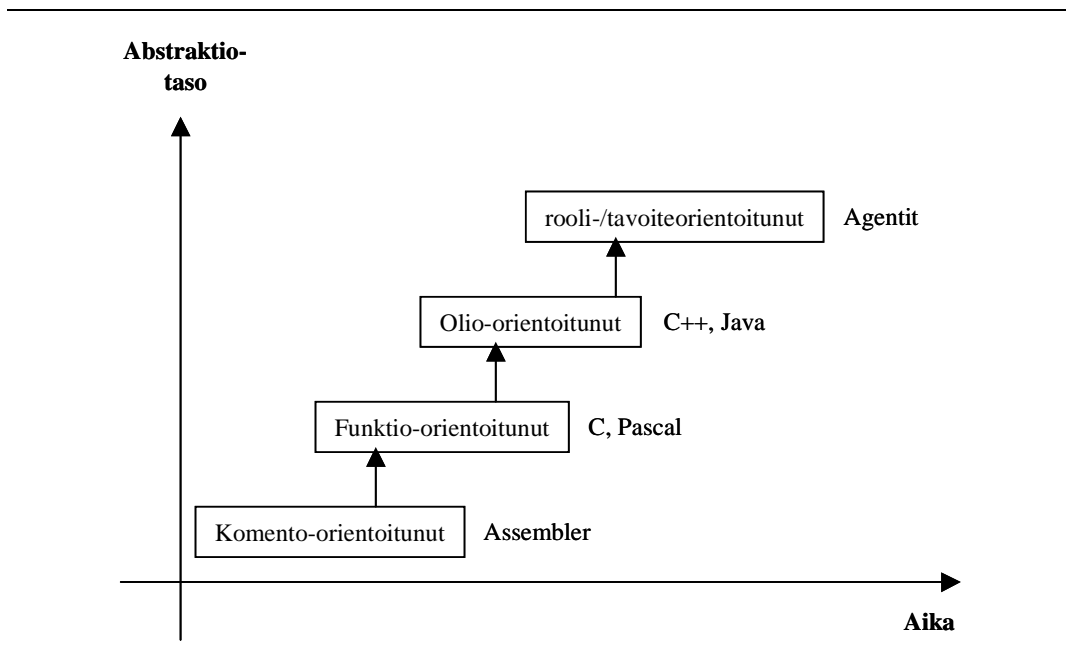 Abstraktio-
taso
rooli-/tavoiteorientoitunut Agentit
Olio-orientoitunut C++, Java
Funktio-orientoitunut C, Pascal
Komento-orientoitunut Assembler
Aika